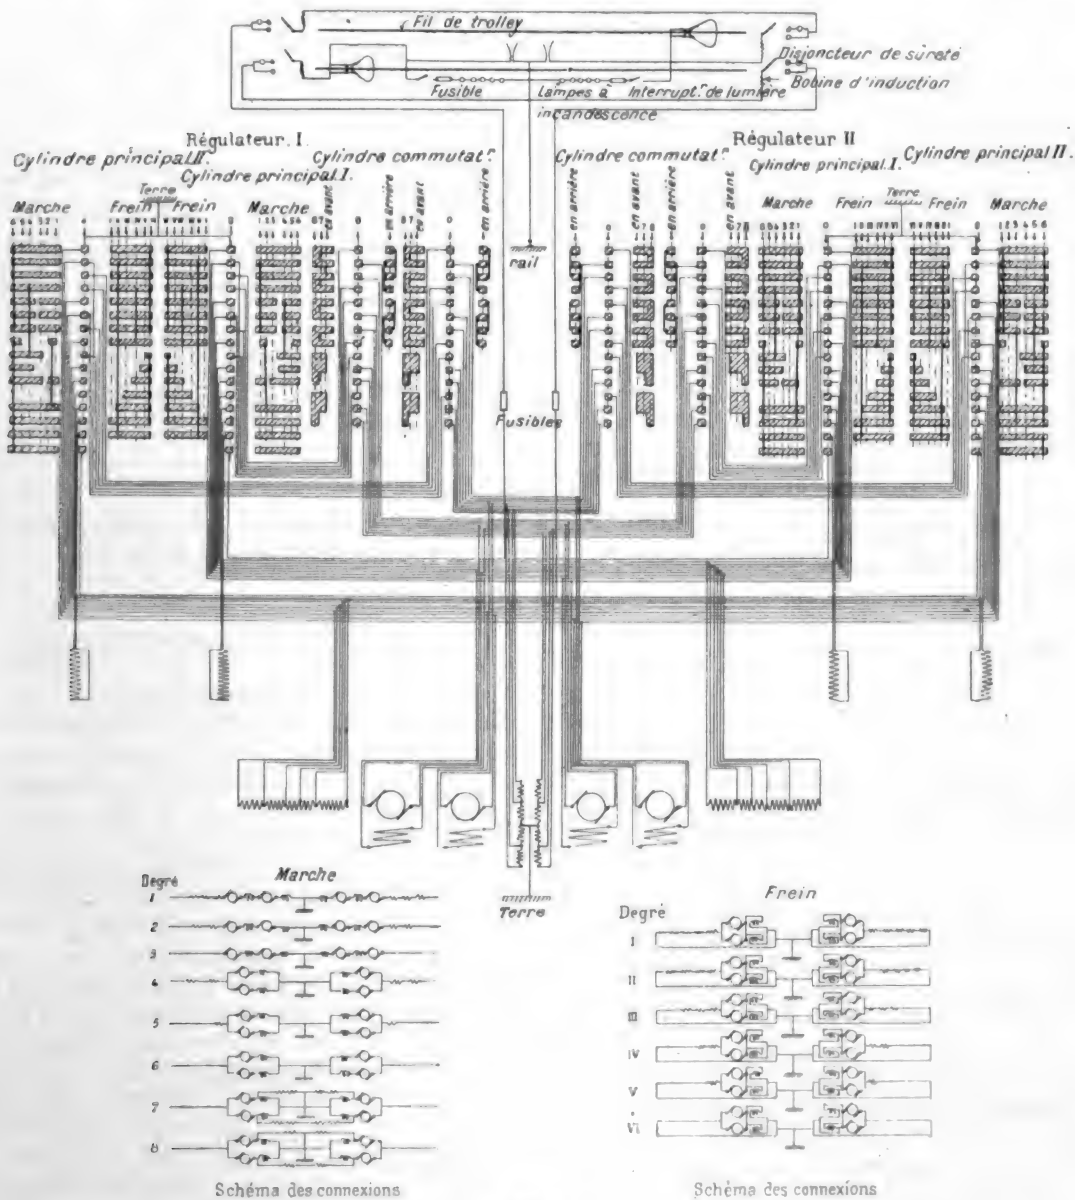 Fil de trolley
Disjoncteur de sûreté
Bobine d'induction
Fusible
Lampes à incandescence
Interrupt.r de lumière
Régulateur. I
Régulateur II
Cylindre principal II.
Cylindre principal I.
Cylindre commutat.r
Cylindre commutat.r
Cylindre principal I.
Cylindre principal II.
Terre
Terre
Marche
Frein
Frein
Marche
en avant
en arrière
en avant
en arrière
en arrière
en avant
en arrière
en avant
Marche
Frein
Frein
Marche
rail
Fusibles
Terre
Marche
Degré
1
2
3
4
5
6
7
8
Schéma des connexions
Frein
Degré
I
II
III
IV
V
VI
Schéma des connexions